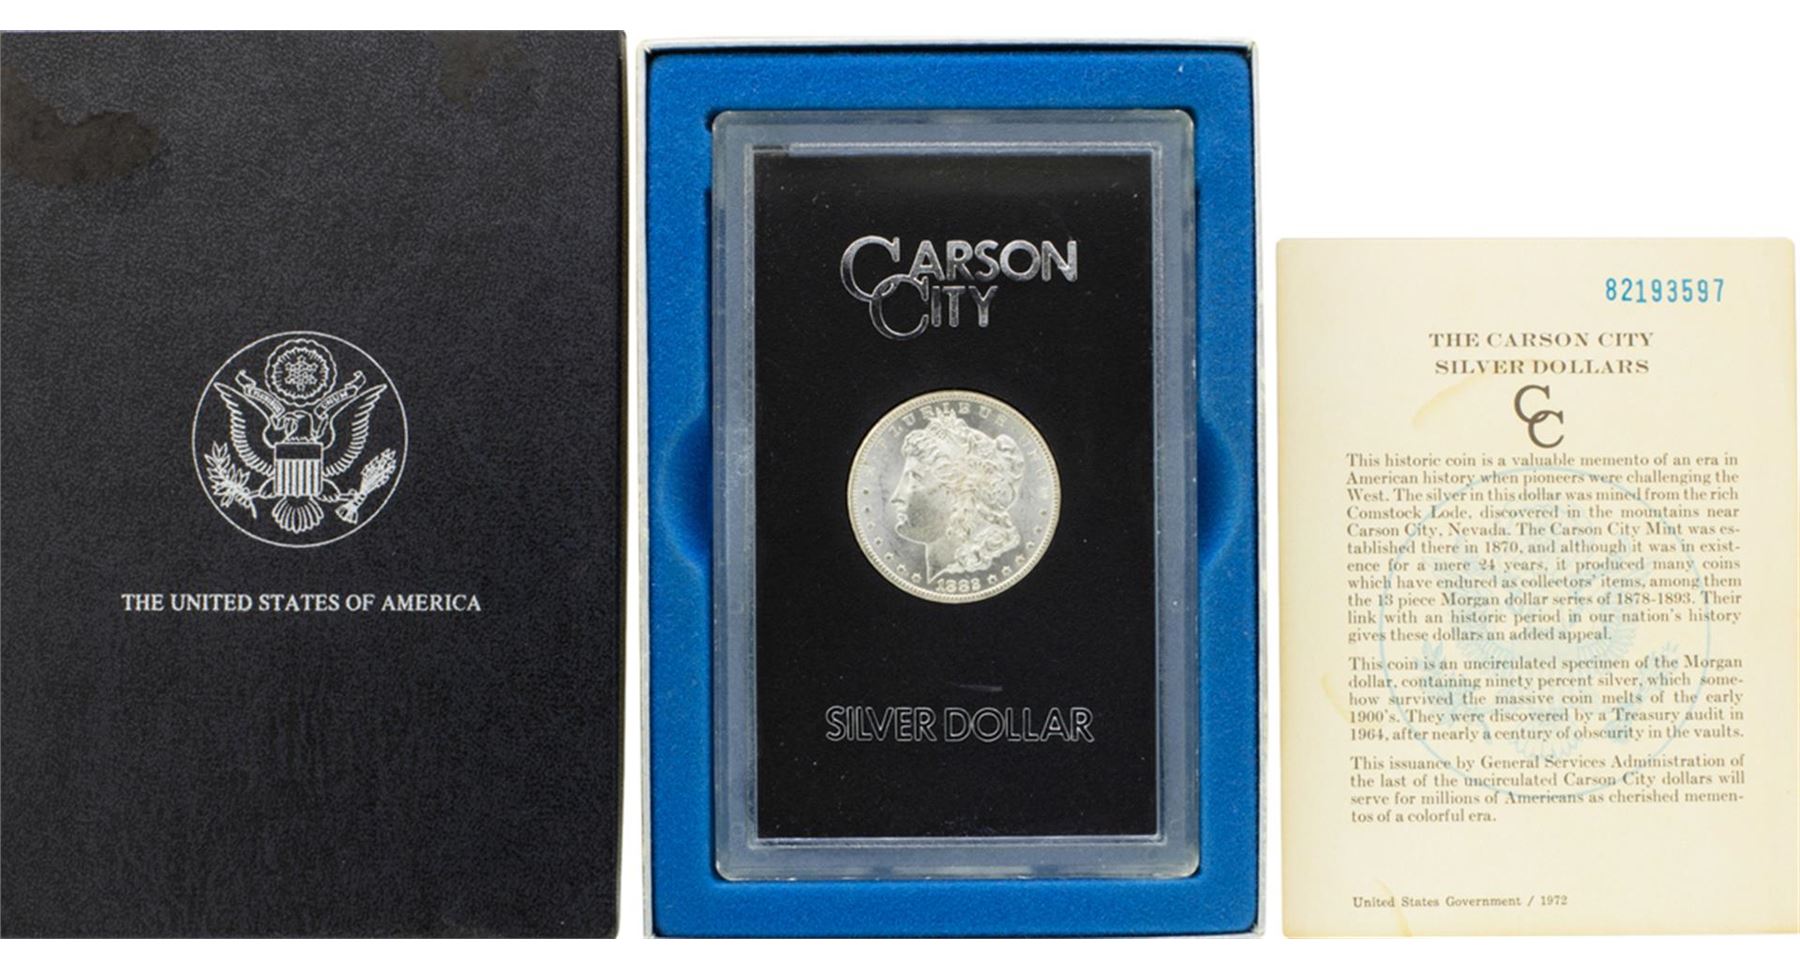 THE UNITED STATES OF AMERICA
CARSON
CITY
1882
SILVER DOLLAR
82193597
THE CARSON CITY
SILVER DOLLARS
CC
This historic coin is a valuable memento of an era in
American history when pioneers were challenging the
West. The silver in this dollar was mined from the rich
Comstock Lode, discovered in the mountains near
Carson City, Nevada. The Carson City Mint was es-
tablished there in 1870, and although it was in exist-
ence for a mere 24 years, it produced many coins
which have endured as collectors' items, among them
the 13 piece Morgan dollar series of 1878-1893. Their
link with an historic period in our nation's history
gives these dollars an added appeal.
This coin is an uncirculated specimen of the Morgan
dollar, containing ninety percent silver, which some-
how survived the massive coin melts of the early
1900's. They were discovered by a Treasury audit in
1964, after nearly a century of obscurity in the vaults.
This issuance by General Services Administration of
the last of the uncirculated Carson City dollars will
serve for millions of Americans as cherished memen-
tos of a colorful era.
United States Government / 1972